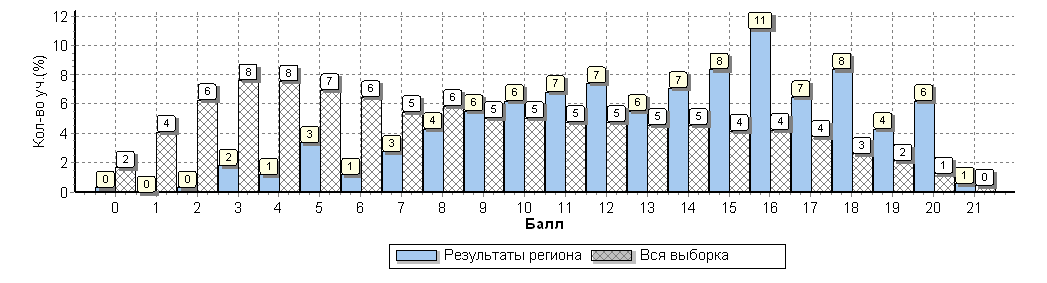 Кол-во уч.(%)
12
10
8
6
4
2
0
0 2 0 4 0 6 2 8 1 8 3 7 1 6 3 5 4 6 6 5 6 5 7 5 7 5 6 5 7 5 8 4 11 4 7 4 8 3 4 2 6 1 1 0
0 1 2 3 4 5 6 7 8 9 10 11 12 13 14 15 16 17 18 19 20 21
Балл
Результаты региона Вся выборка